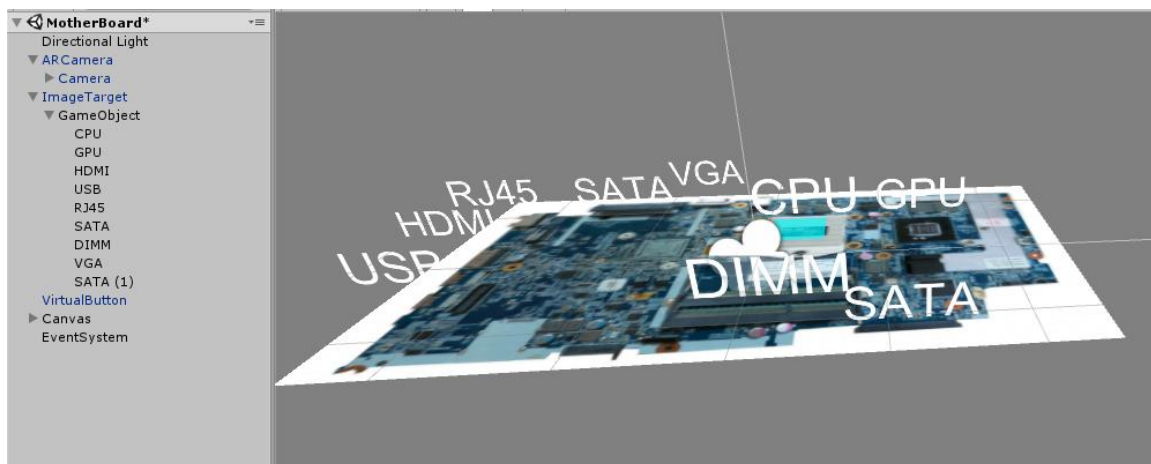 MotherBoard*
Directional Light
ARCamera
Camera
ImageTarget
GameObject
CPU
GPU
HDMI
USB
RJ45
SATA
DIMM
VGA
SATA (1)
VirtualButton
Canvas
EventSystem
RJ45 SATA VGA CPU GPU
HDMI
USB
DIMM
SATA